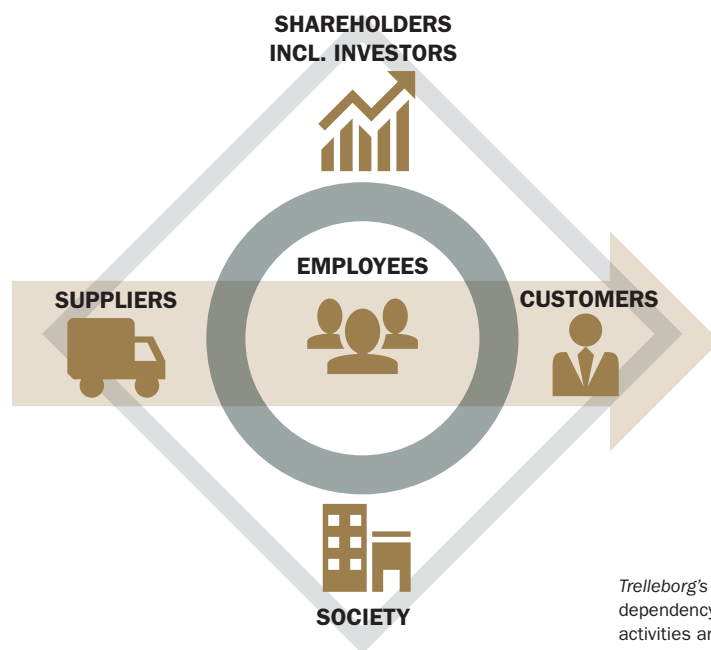 SHAREHOLDERS
INCL. INVESTORS
EMPLOYEES
SUPPLIERS
CUSTOMERS
SOCIETY
Trelleborg's
dependency
activities